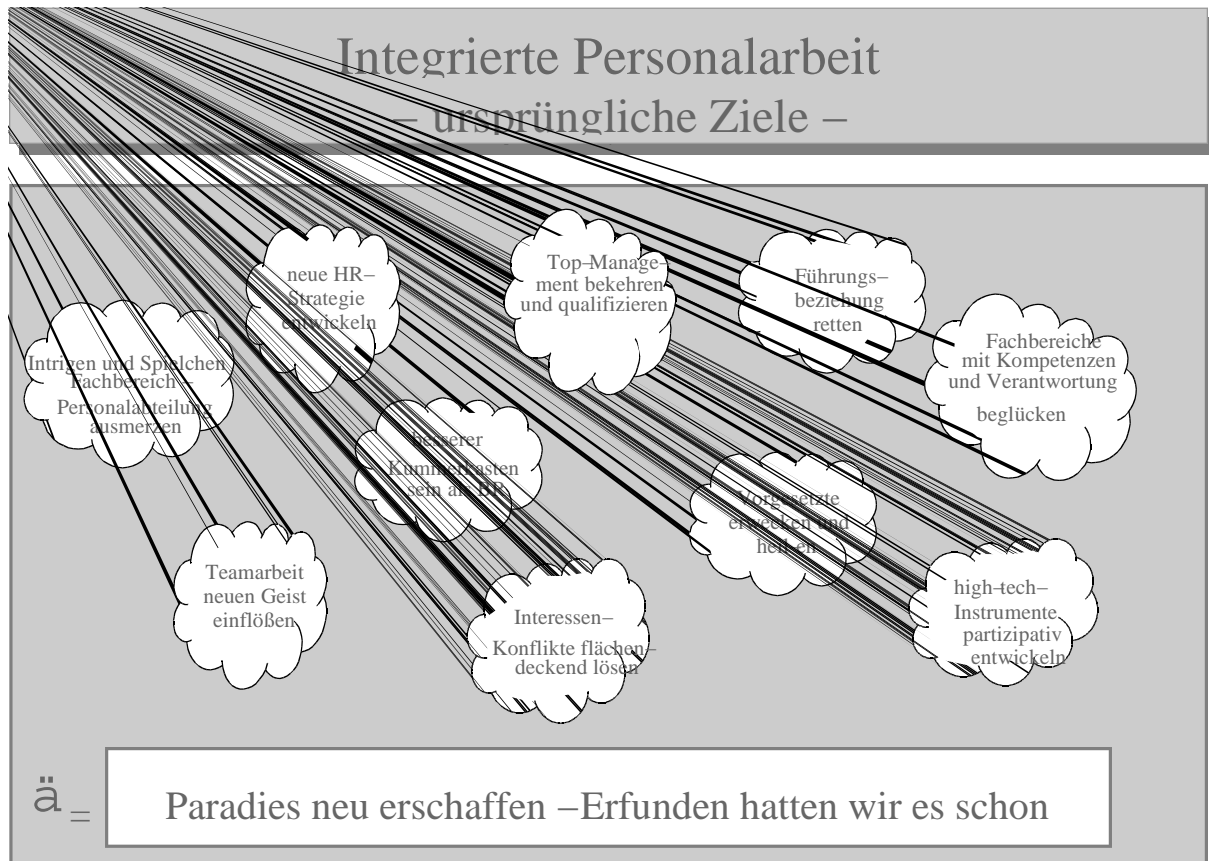 Integrierte Personalarbeit
– ursprüngliche Ziele –
neue HR–
Strategie
entwickeln
Top–Manage–
ment bekehren
und qualifizieren
Führungs–
beziehung
retten
Fachbereiche
mit Kompetenzen
und Verantwortung
beglücken
Intrigen und Spielchen
Fachbereich –
Personalabteilung
ausmerzen
besserer
Kummerkasten
sein als BR
Vorgesetzte
erwecken und
heilen
Teamarbeit
neuen Geist
einflößen
Interessen–
Konflikte flächen–
deckend lösen
high–tech–
Instrumente
partizipativ
entwickeln
ä =
Paradies neu erschaffen –Erfunden hatten wir es schon